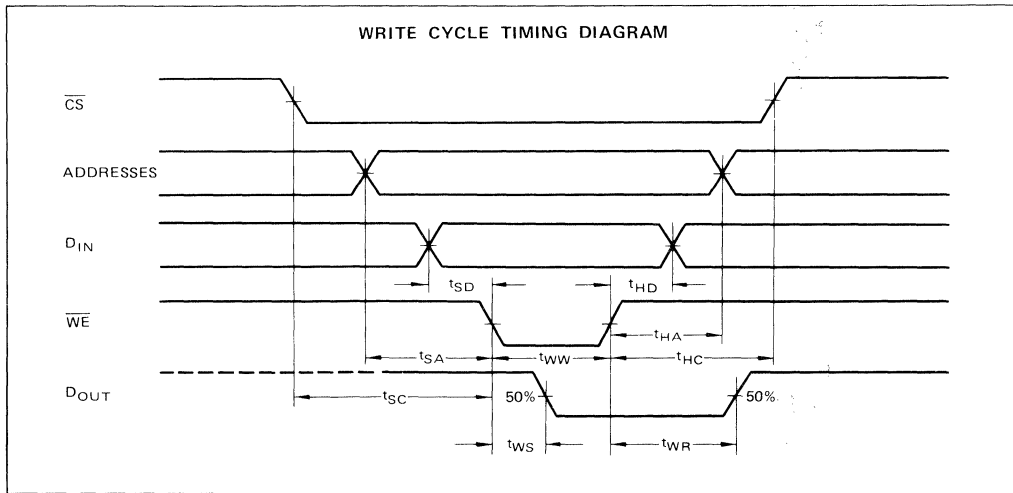 WRITE CYCLE TIMING DIAGRAM
CS
ADDRESSES
DIN
tSD
tHD
WE
tHA
tSA
tWW
tHC
DOUT
tSC
50%
50%
tWS
tWR